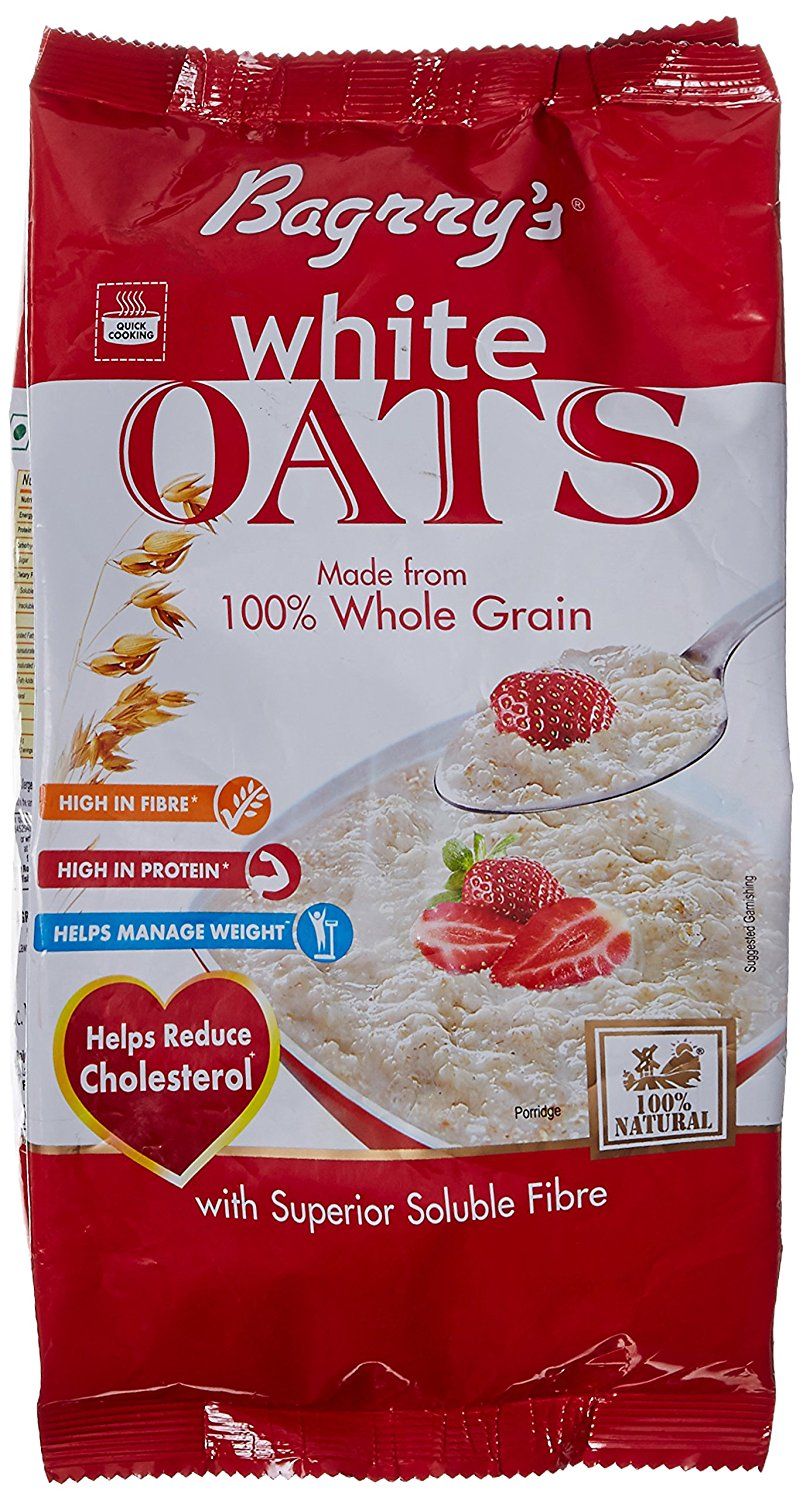 Bagrry's®
QUICK
COOKING
white
OATS
Made from
100% Whole Grain
HIGH IN FIBRE*
HIGH IN PROTEIN*
HELPS MANAGE WEIGHT~
Helps Reduce
Cholesterol+
Suggested Garnishing
Porridge
®
100%
NATURAL
with Superior Soluble Fibre